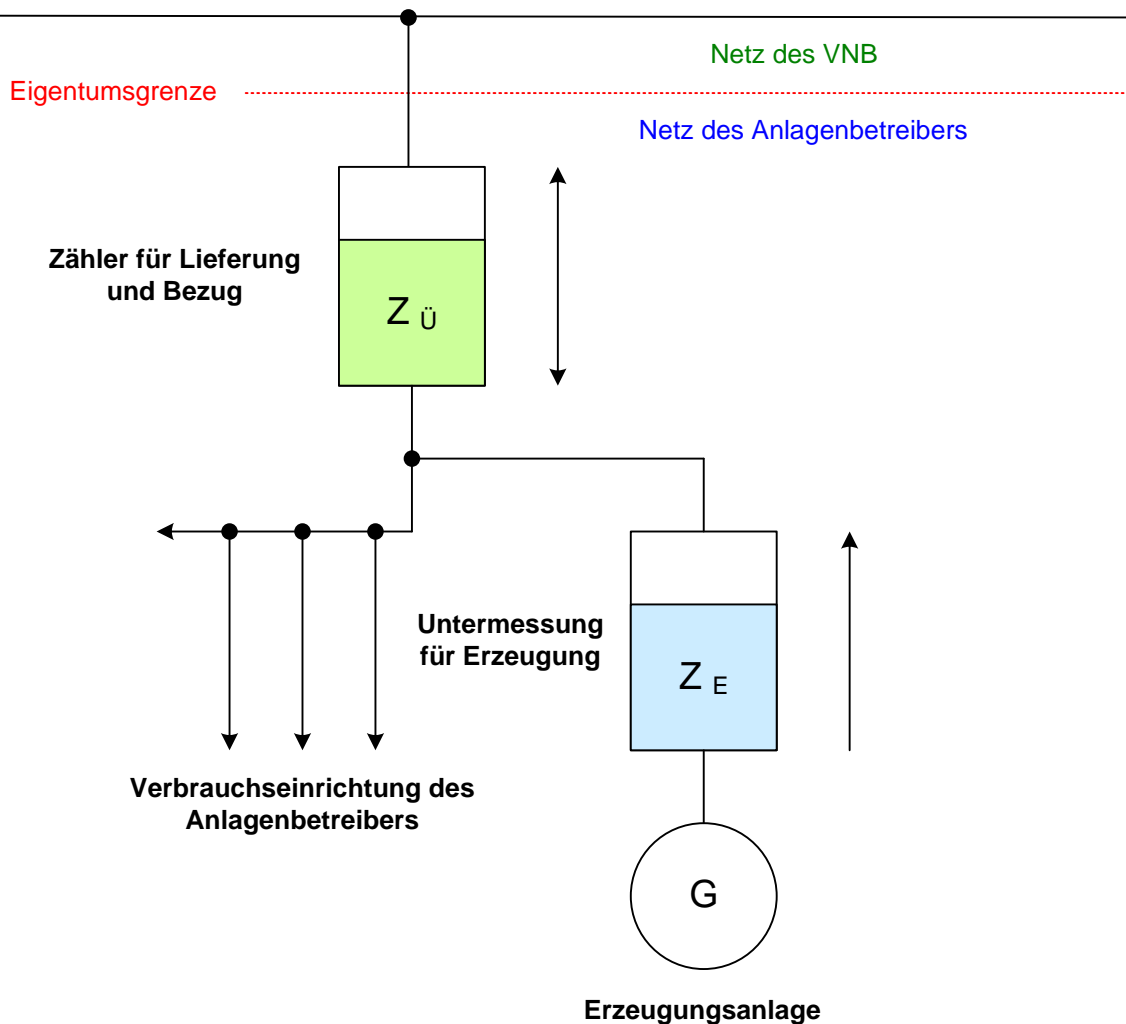 Netz des VNB
Eigentumsgrenze
Netz des Anlagenbetreibers
Zähler für Lieferung
und Bezug
Z Ü
Untermessung
für Erzeugung
Z E
Verbrauchseinrichtung des
Anlagenbetreibers
G
Erzeugungsanlage